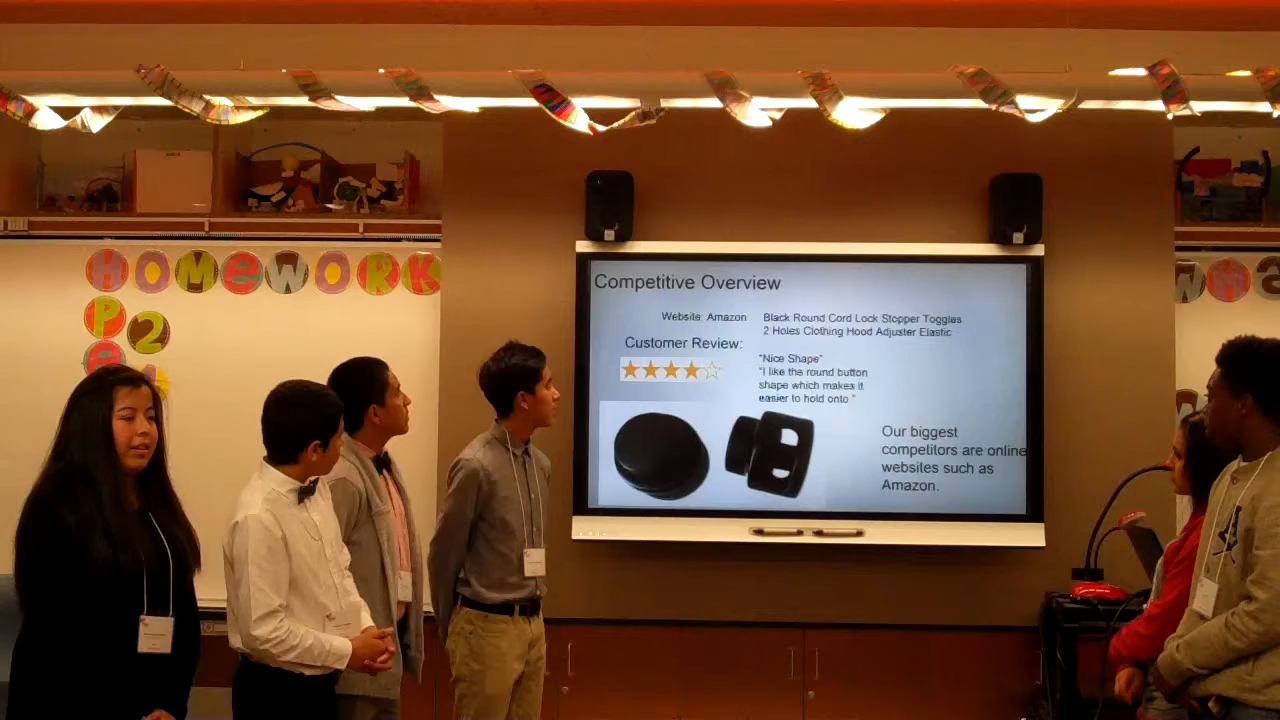 HOMEWORK
P2
e
Competitive Overview
Website: Amazon
Black Round Cord Lock Stopper Toggles
2 Holes Clothing Hood Adjuster Elastic
Customer Review:
"Nice Shape"
"I like the round button
shape which makes it
easier to hold onto "
Our biggest
competitors are online
websites such as
Amazon.